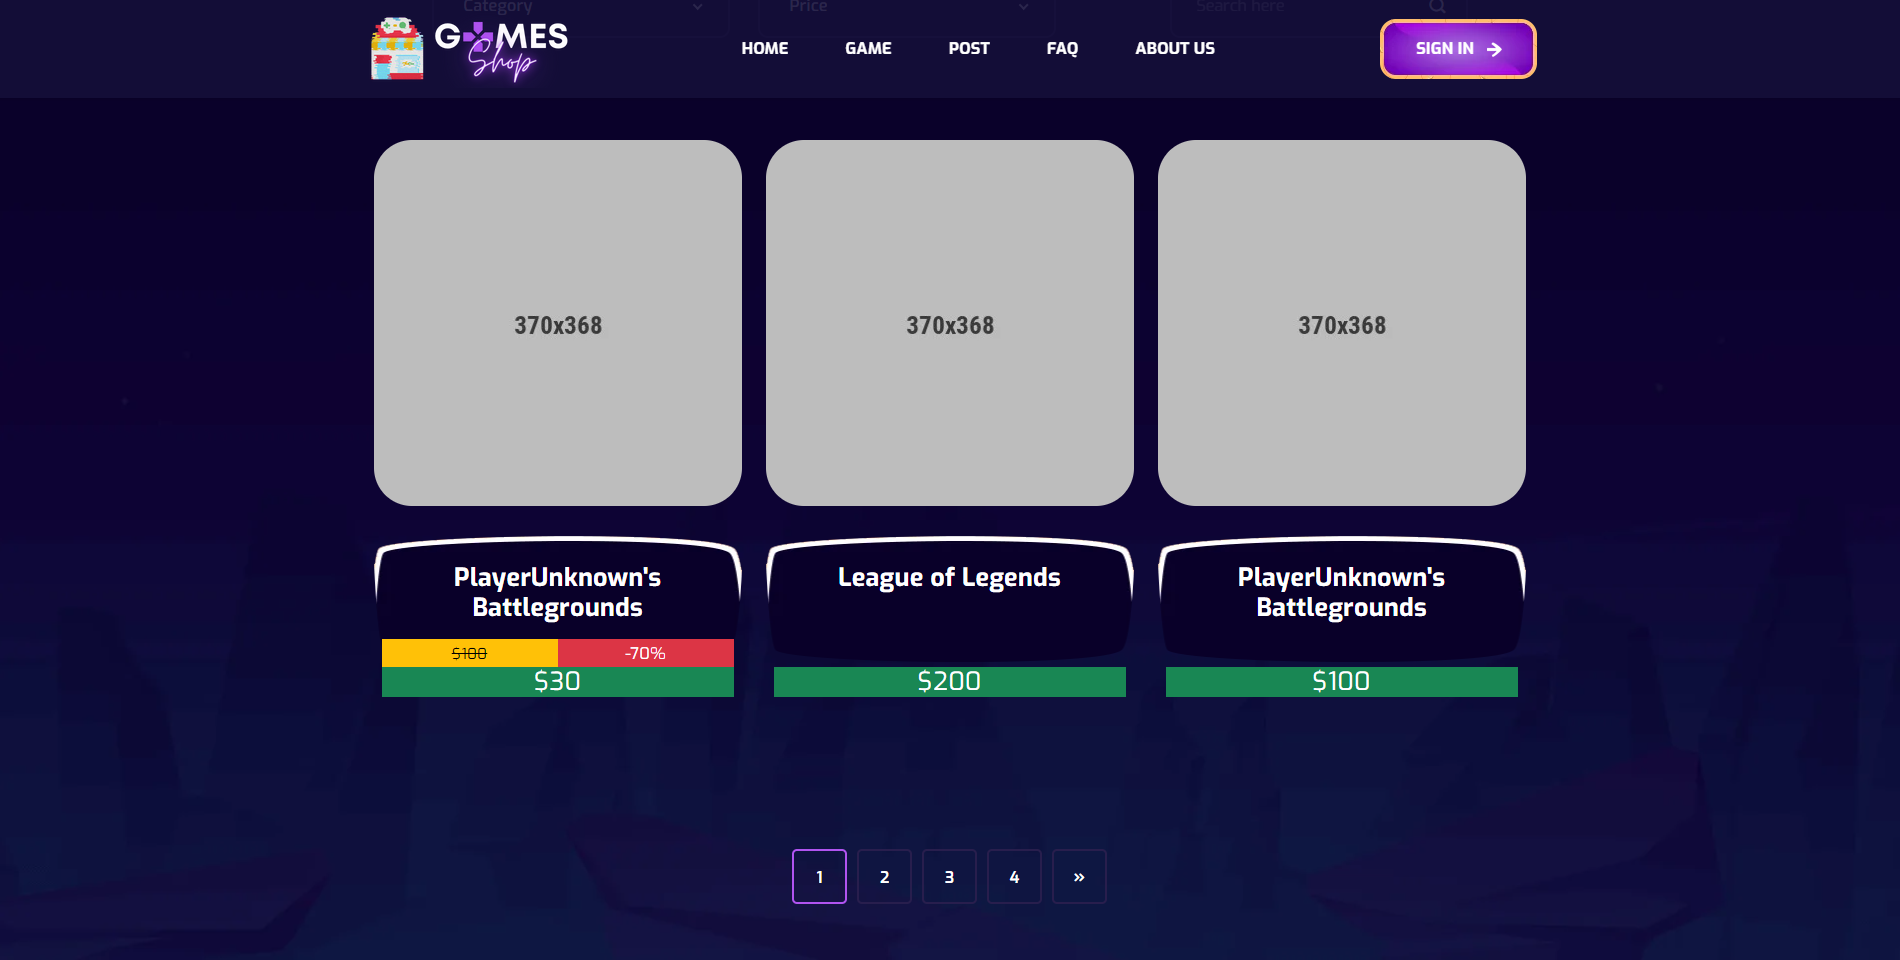 Category
Price
Search here
G MES
Shop
HOME
GAME
POST
FAQ
ABOUT US
SIGN IN
370x368
370x368
370x368
PlayerUnknown's
Battlegrounds
League of Legends
PlayerUnknown's
Battlegrounds
$100
-70%
$30
$200
$100
1
2
3
4
»